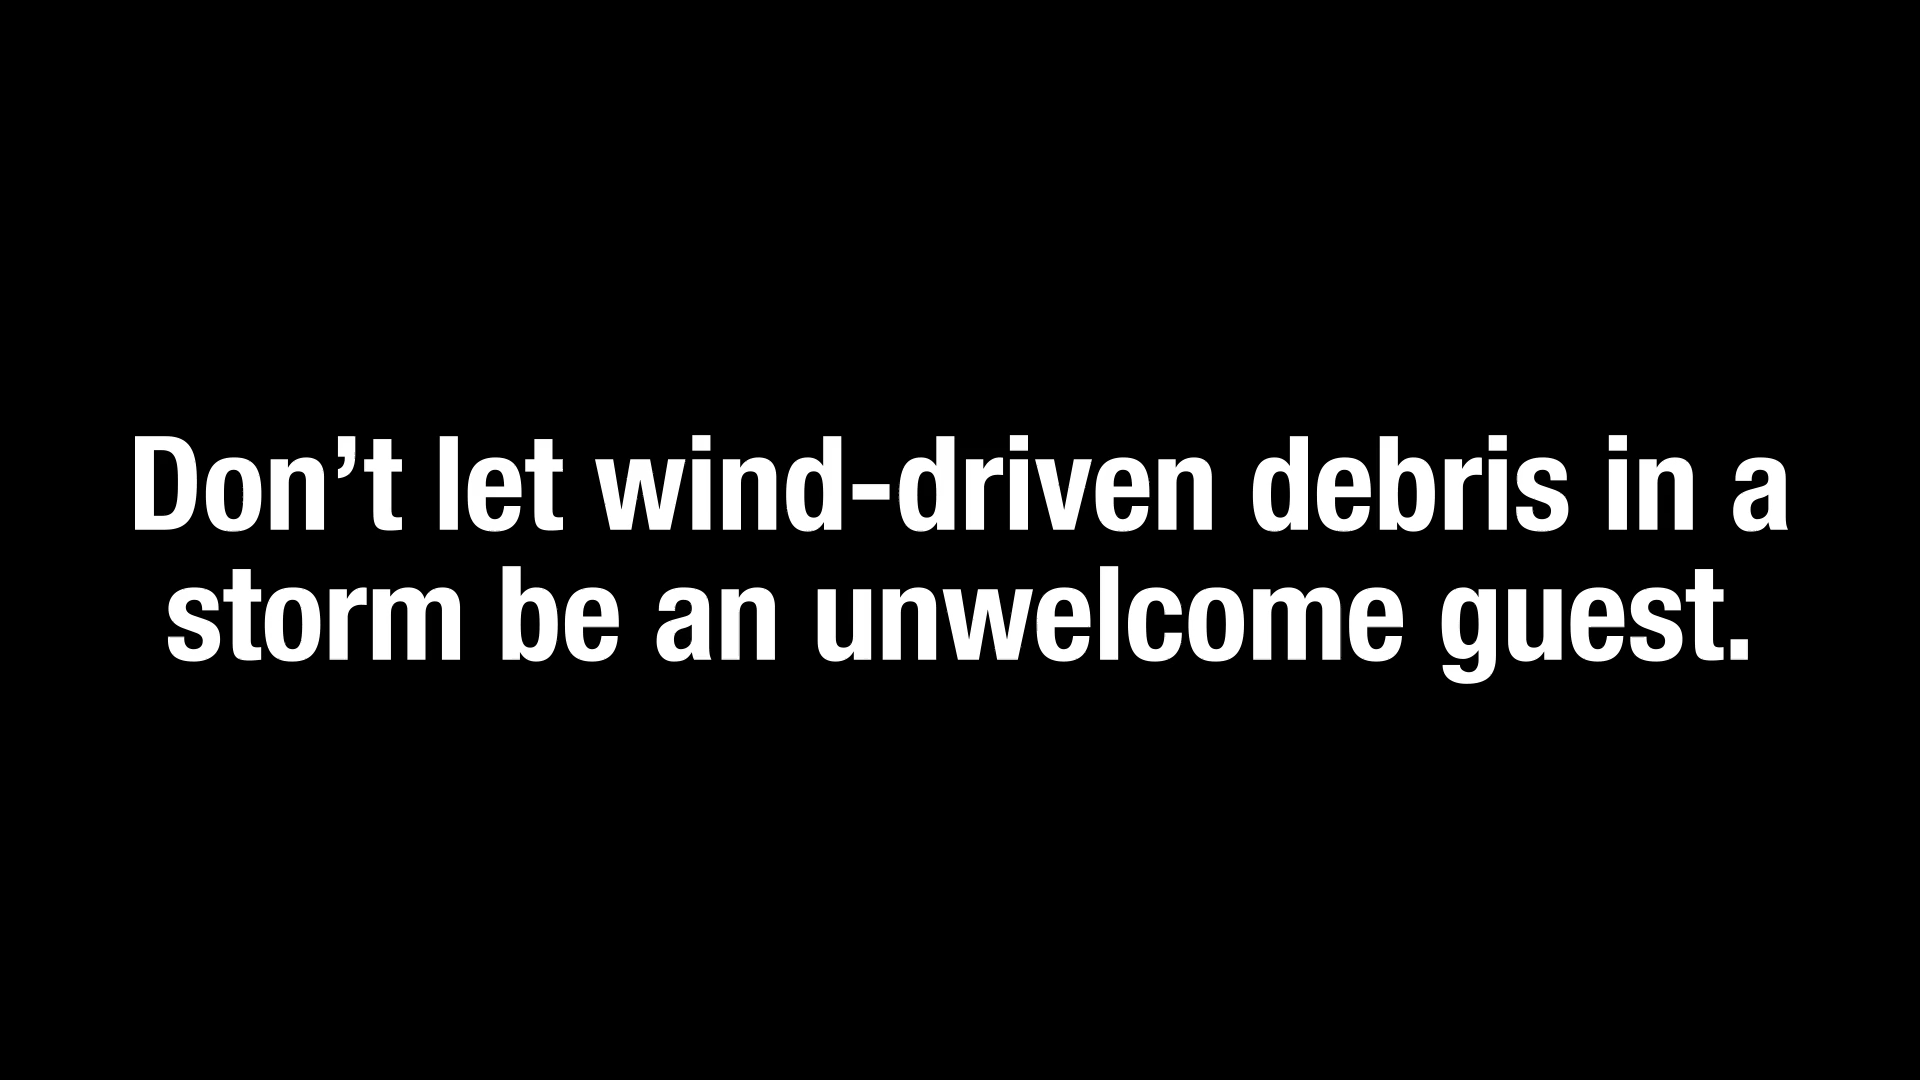 Don’t let wind-driven debris in a
storm be an unwelcome guest.